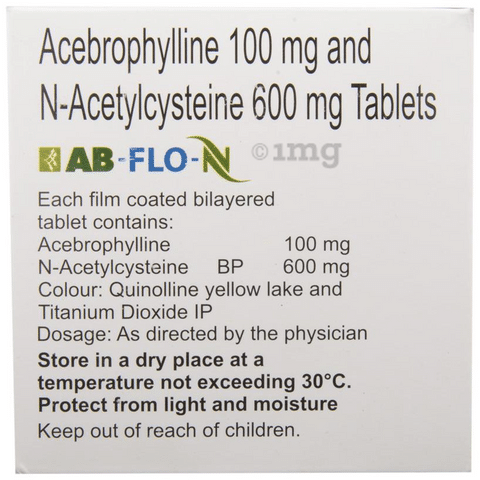 Acebrophylline 100 mg and
N-Acetylcysteine 600 mg Tablets
AB-FLO-N
©1mg
Each film coated bilayered
tablet contains:
Acebrophylline 100 mg
N-Acetylcysteine BP 600 mg
Colour: Quinolline yellow lake and
Titanium Dioxide IP
Dosage: As directed by the physician
Store in a dry place at a
temperature not exceeding 30°C.
Protect from light and moisture
Keep out of reach of children.